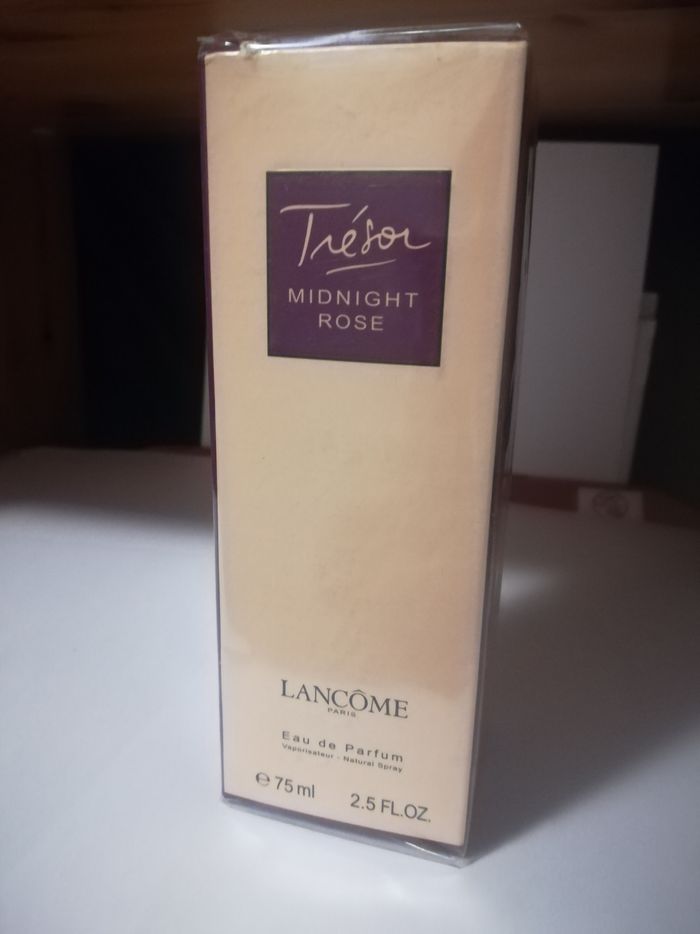 Trésor
MIDNIGHT
ROSE
LANCÔME
PARIS
Eau de Parfum
Vaporisateur - Natural Spray
℮ 75 ml 2.5 FL.OZ.